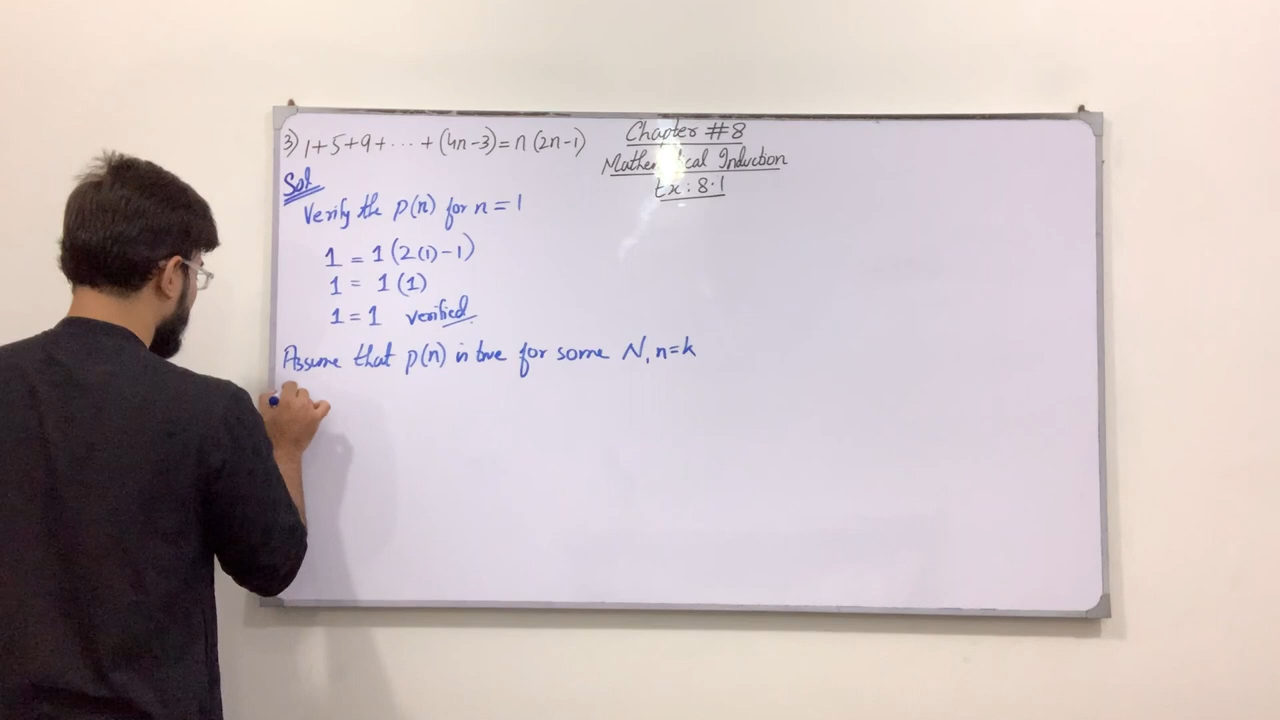 3) 1+5+9+...+(4n-3)=n(2n-1)
Chapter #8
Mathematical Induction
Ex: 8.1
Sol
Verify the p(n) for n=1
1 = 1(2(1)-1)
1 = 1(1)
1=1 verified.
Assume that p(n) is true for some N, n=k